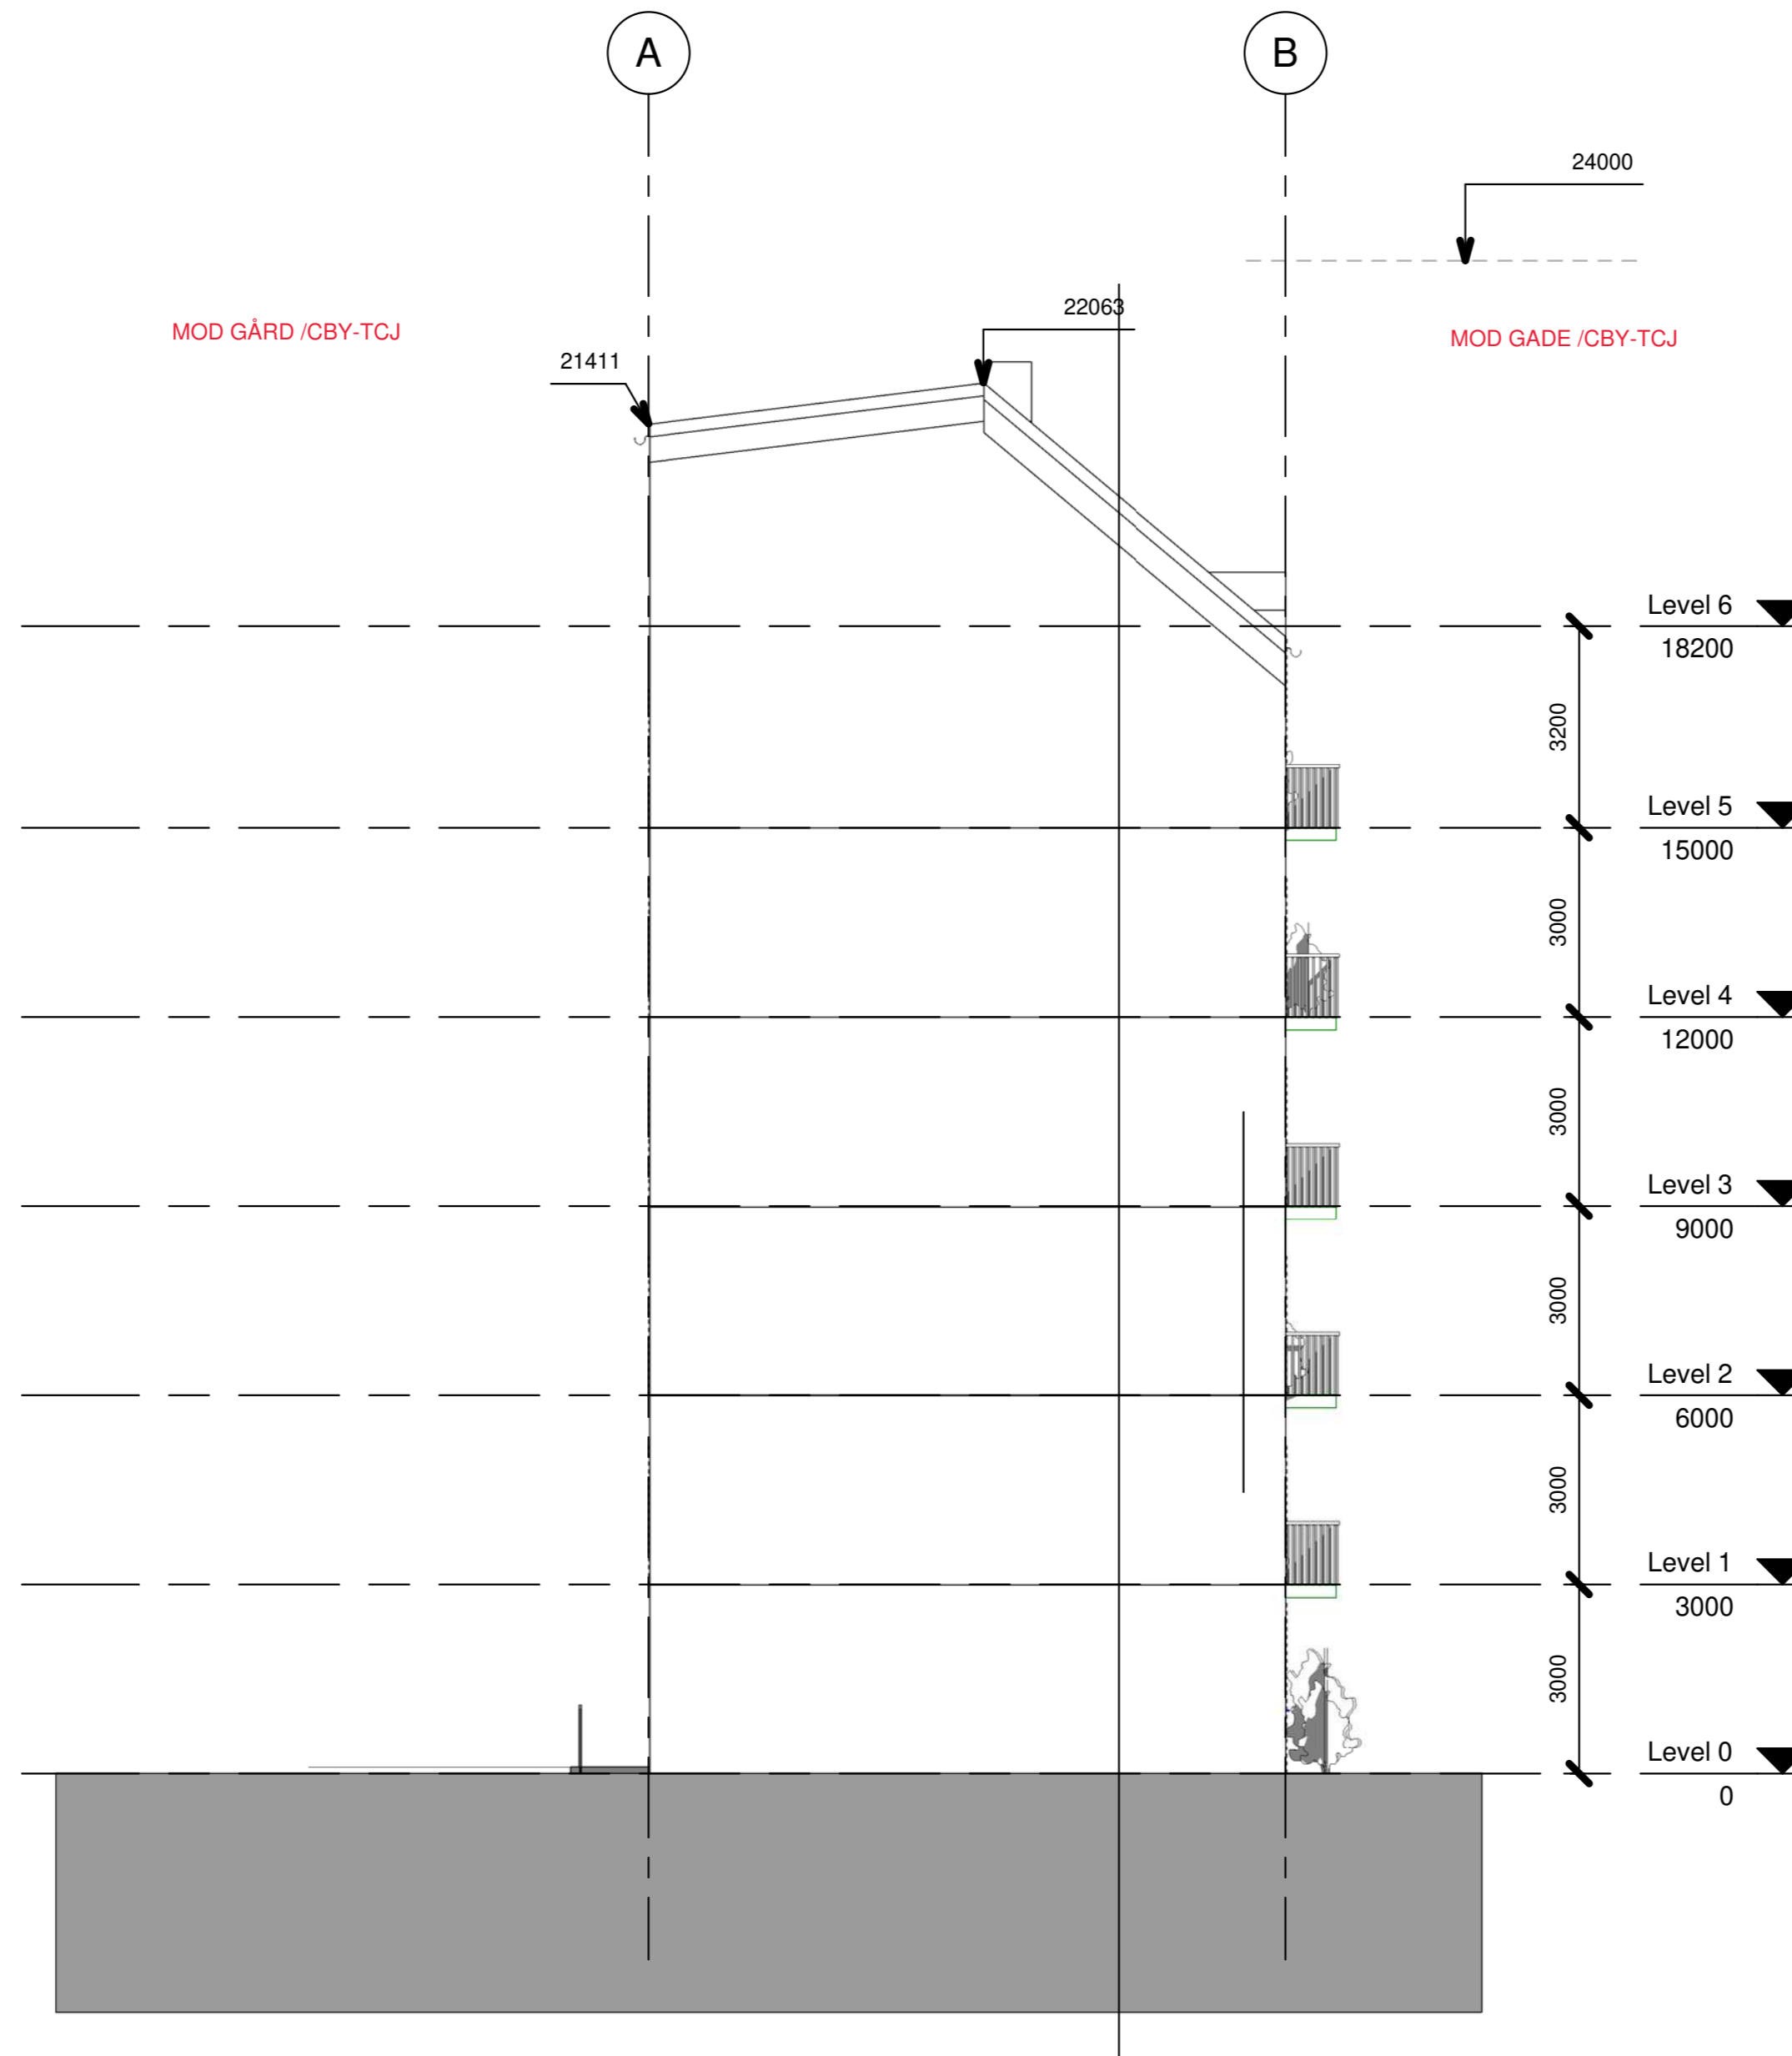 A
B
24000
22063
MOD GÅRD /CBY-TCJ
MOD GADE /CBY-TCJ
21411
Level 6
18200
3200
Level 5
15000
3000
Level 4
12000
3000
Level 3
9000
3000
Level 2
6000
3000
Level 1
3000
3000
Level 0
0